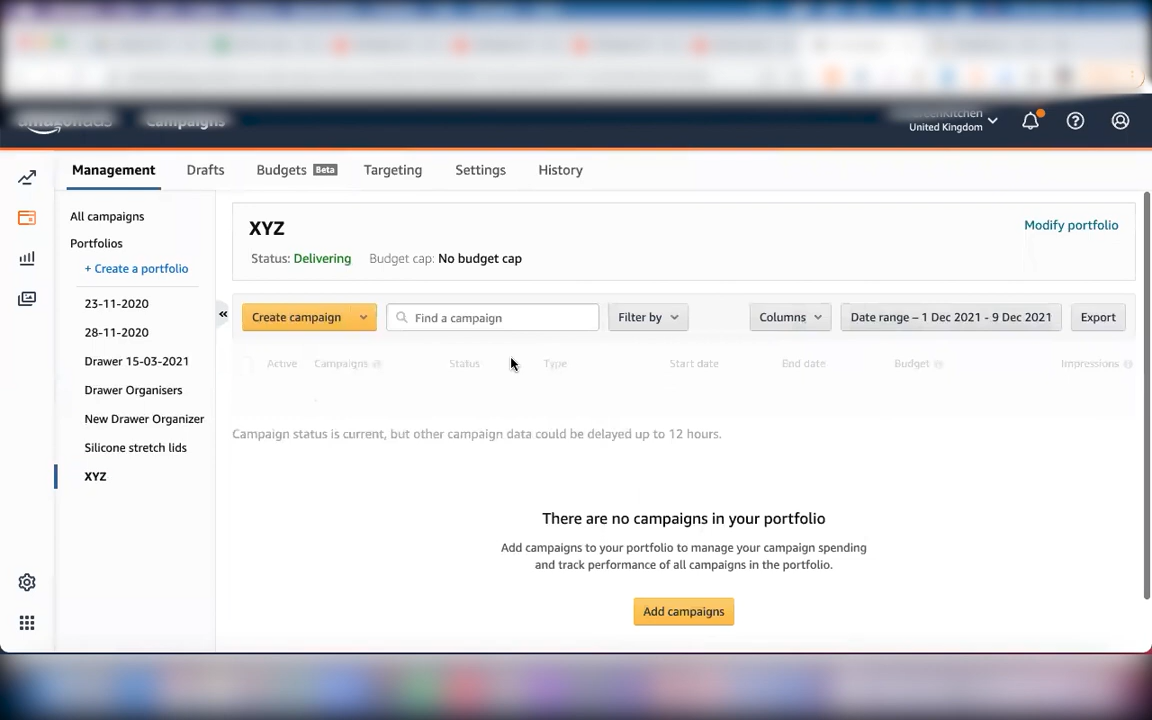 Campaigns
United Kingdom
Management
Drafts
Budgets Beta
Targeting
Settings
History
All campaigns
Portfolios
+ Create a portfolio
23-11-2020
28-11-2020
Drawer 15-03-2021
Drawer Organisers
New Drawer Organizer
Silicone stretch lids
XYZ
XYZ
Modify portfolio
Status: Delivering Budget cap: No budget cap
Create campaign
Find a campaign
Filter by
Columns
Date range – 1 Dec 2021 - 9 Dec 2021
Export
Active Campaigns Status Type Start date End date Budget Impressions
Campaign status is current, but other campaign data could be delayed up to 12 hours.
There are no campaigns in your portfolio
Add campaigns to your portfolio to manage your campaign spending
and track performance of all campaigns in the portfolio.
Add campaigns